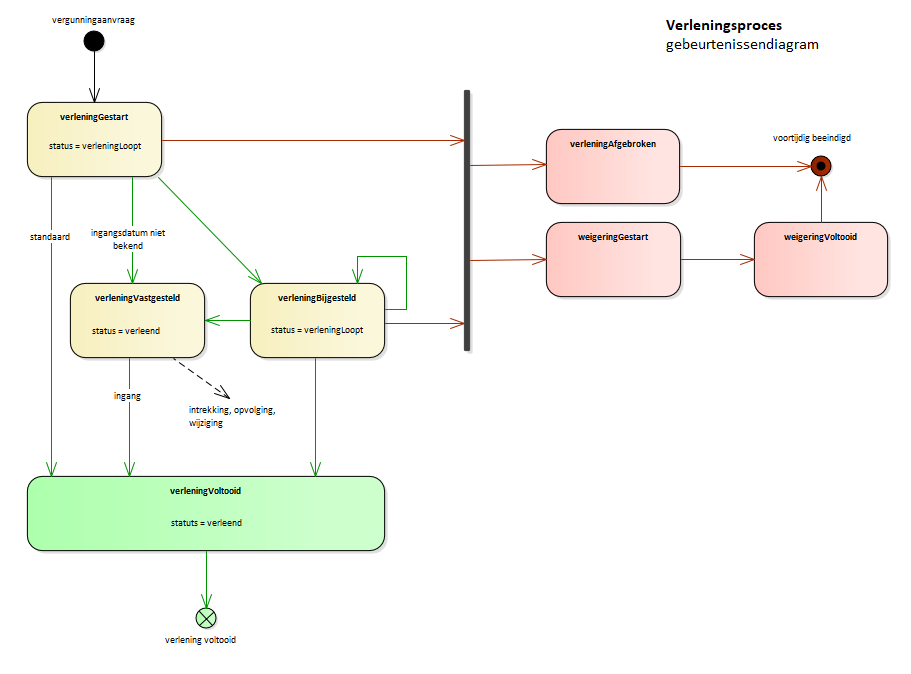 vergunningaanvraag
Verleningsproces
gebeurtenissendiagram
verleningGestart
status = verleningLoopt
verleningAfgebroken
voortijdig beeindigd
standaard
ingangsdatum niet
bekend
weigeringGestart
weigeringVoltooid
verleningVastgesteld
status = verleend
verleningBijgesteld
status = verleningLoopt
ingang
intrekking, opvolging,
wijziging
verleningVoltooid
statuts = verleend
verlening voltooid